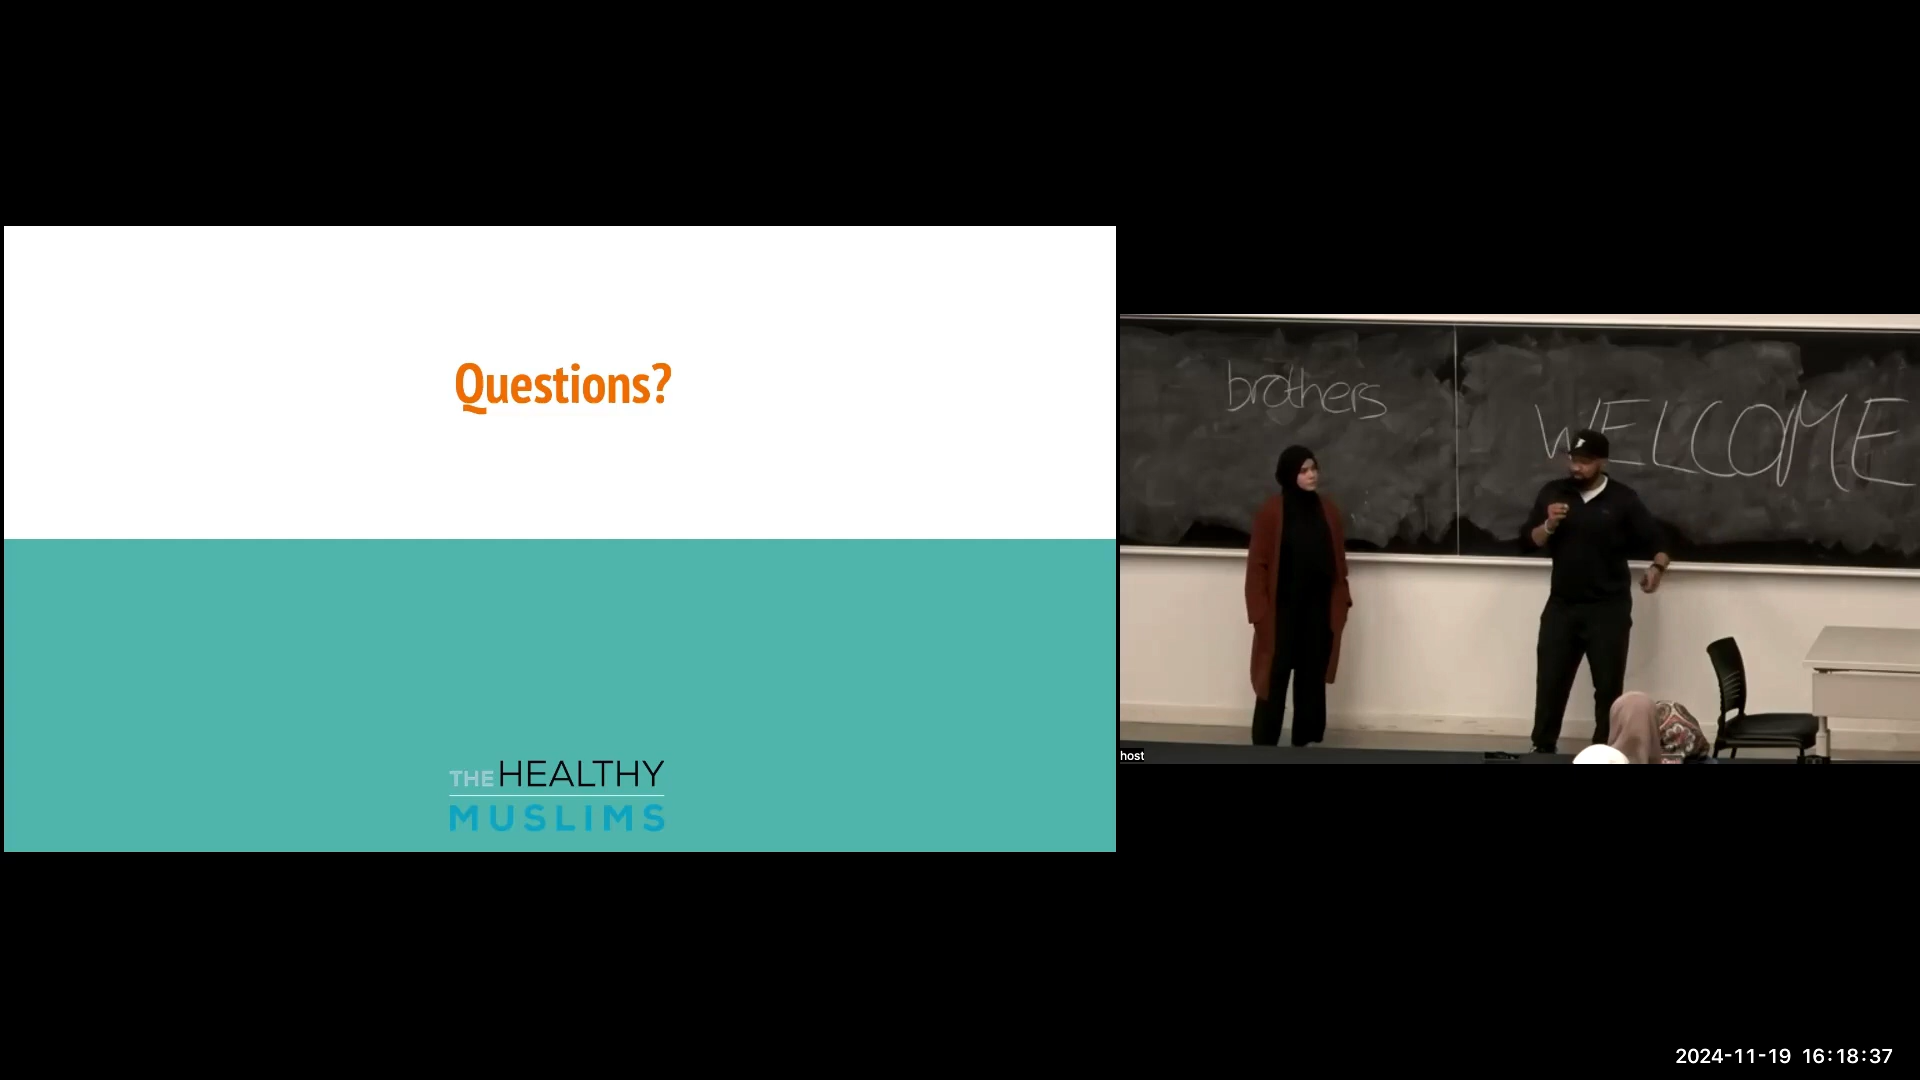 Questions?
THE HEALTHY
MUSLIMS
brothers
WELCOME
host
2024-11-19 16:18:37